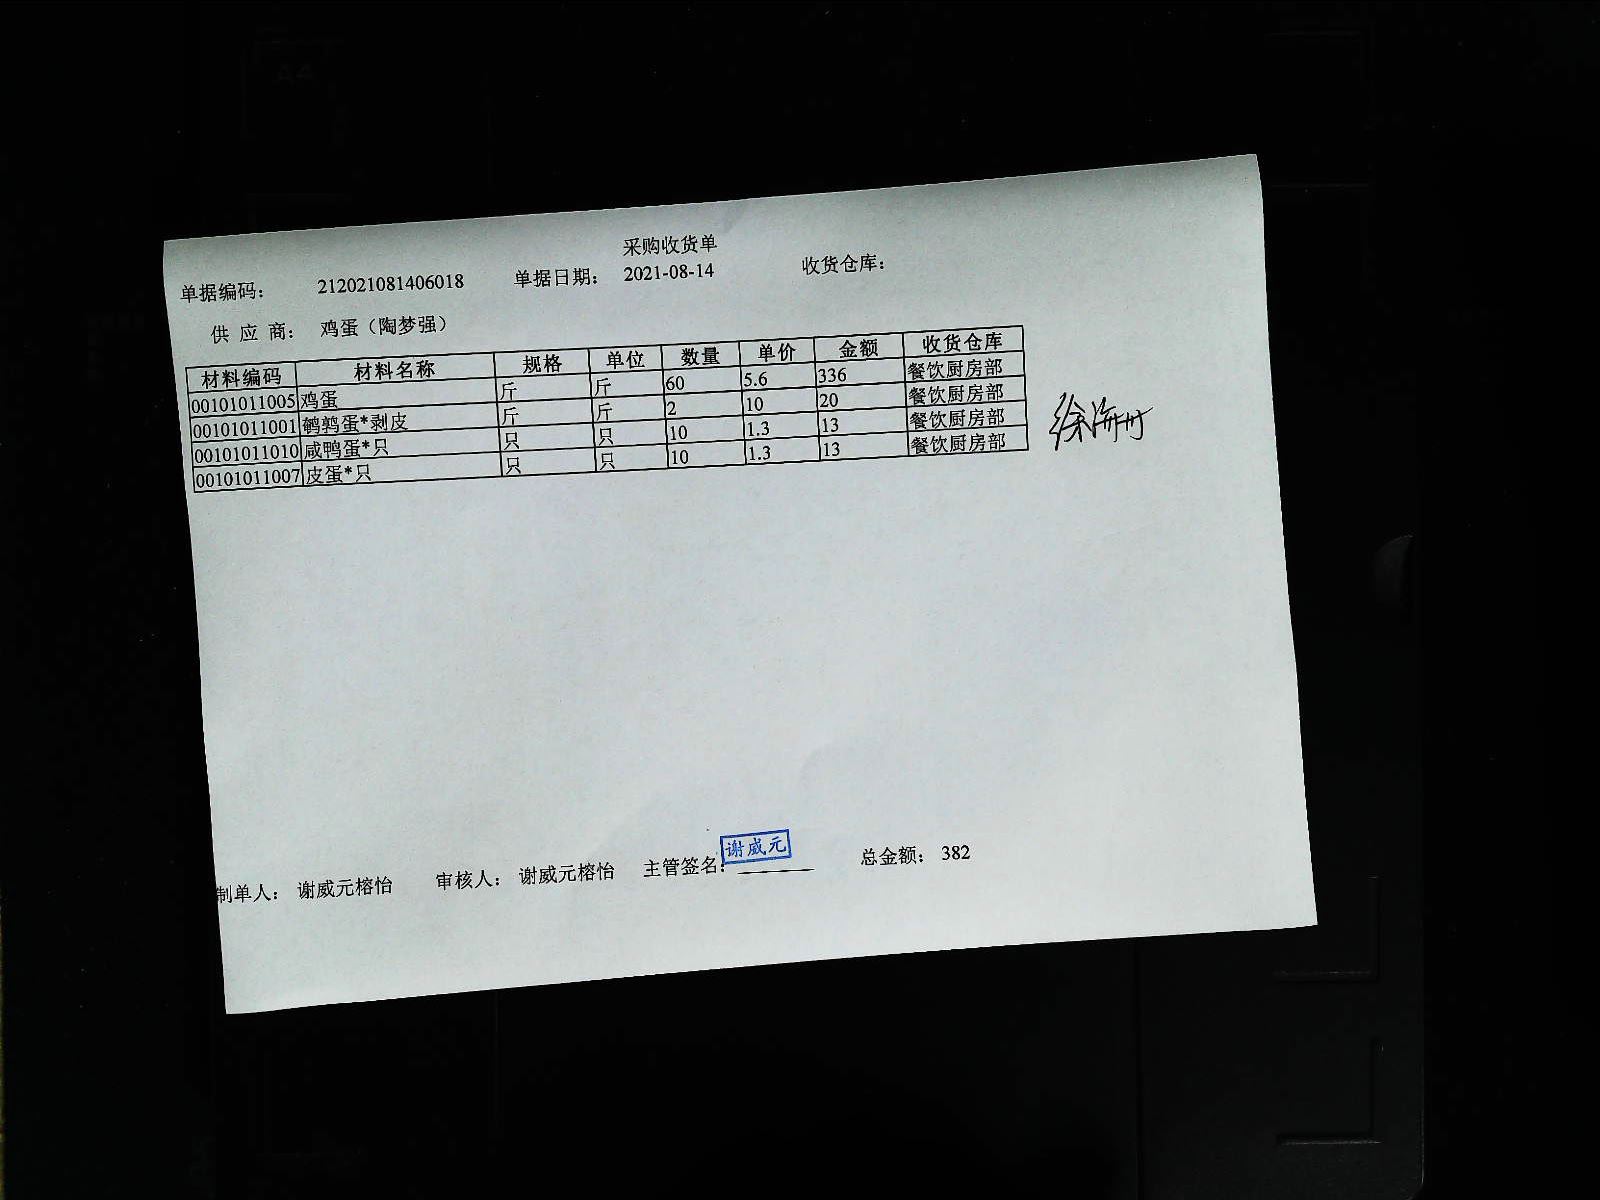 采购收货单
单据编码： 212021081406018 单据日期： 2021-08-14 收货仓库：
供 应 商： 鸡蛋（陶梦强）
材料编码 材料名称 规格 单位 数量 单价 金额 收货仓库
00101011005 鸡蛋 斤 斤 60 5.6 336 餐饮厨房部
00101011001 鹌鹑蛋*剥皮 斤 斤 2 10 20 餐饮厨房部
00101011010 咸鸭蛋*只 只 只 10 1.3 13 餐饮厨房部
00101011007 皮蛋*只 只 只 10 1.3 13 餐饮厨房部
徐海
制单人： 谢威元榕怡 审核人： 谢威元榕怡 主管签名： 谢威元 总金额： 382